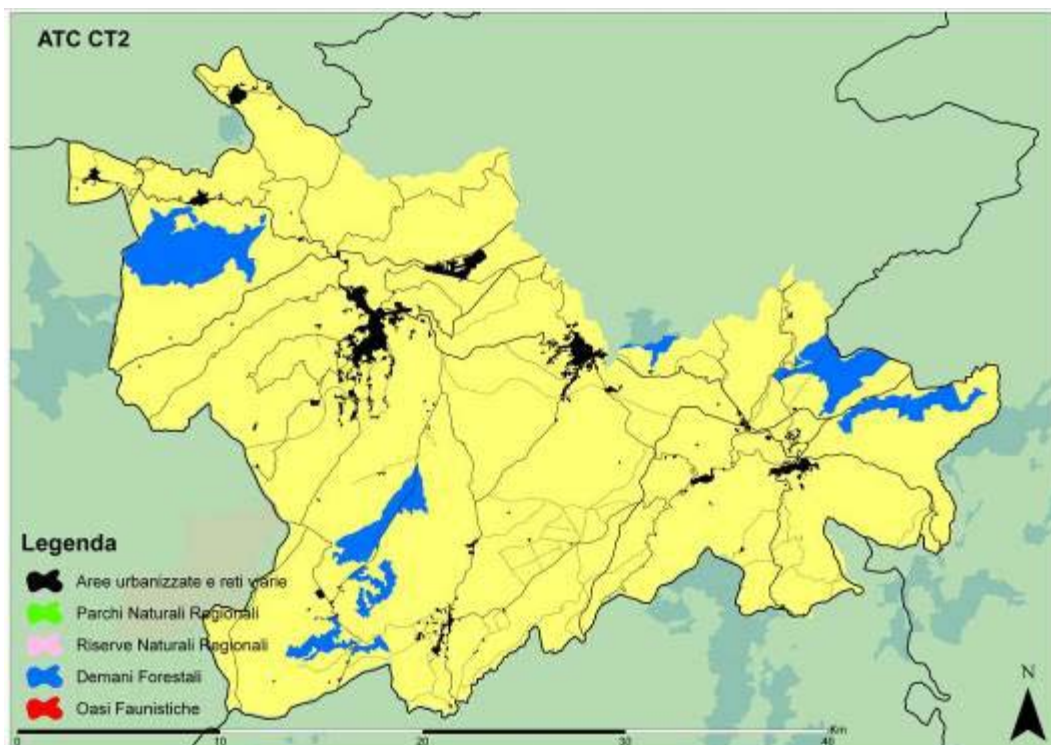 ATC CT2
Legenda
Aree urbanizzate e reti viarie
Parchi Naturali Regionali
Riserve Naturali Regionali
Demani Forestali
Oasi Faunistiche
N
Km
0 10 20 30 40